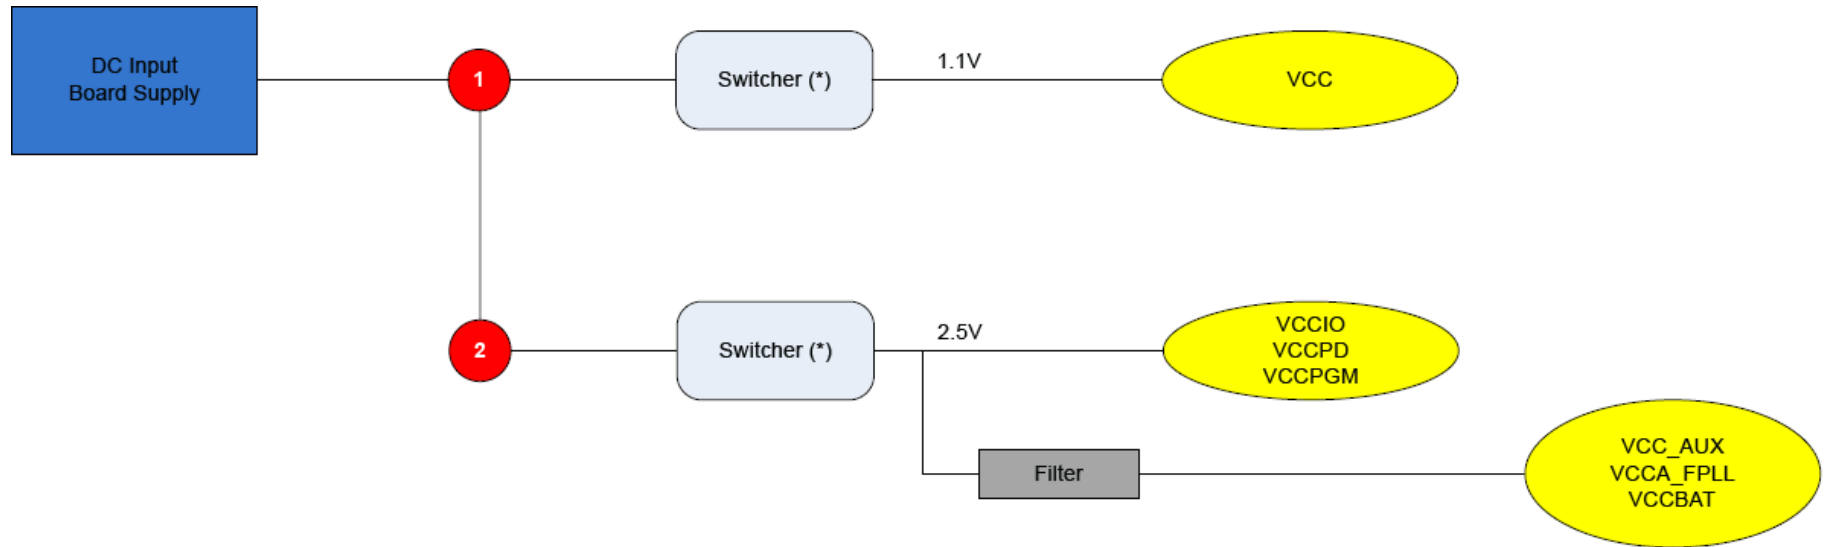 DC Input
Board Supply
1
Switcher (*)
1.1V
VCC
2
Switcher (*)
2.5V
VCCIO
VCCPD
VCCPGM
Filter
VCC_AUX
VCCA_FPLL
VCCBAT